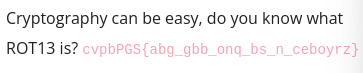 Cryptography can be easy, do you know what
ROT13 is? cvpbPGS{abg_gbb_onq_bs_n_ceboyrz}